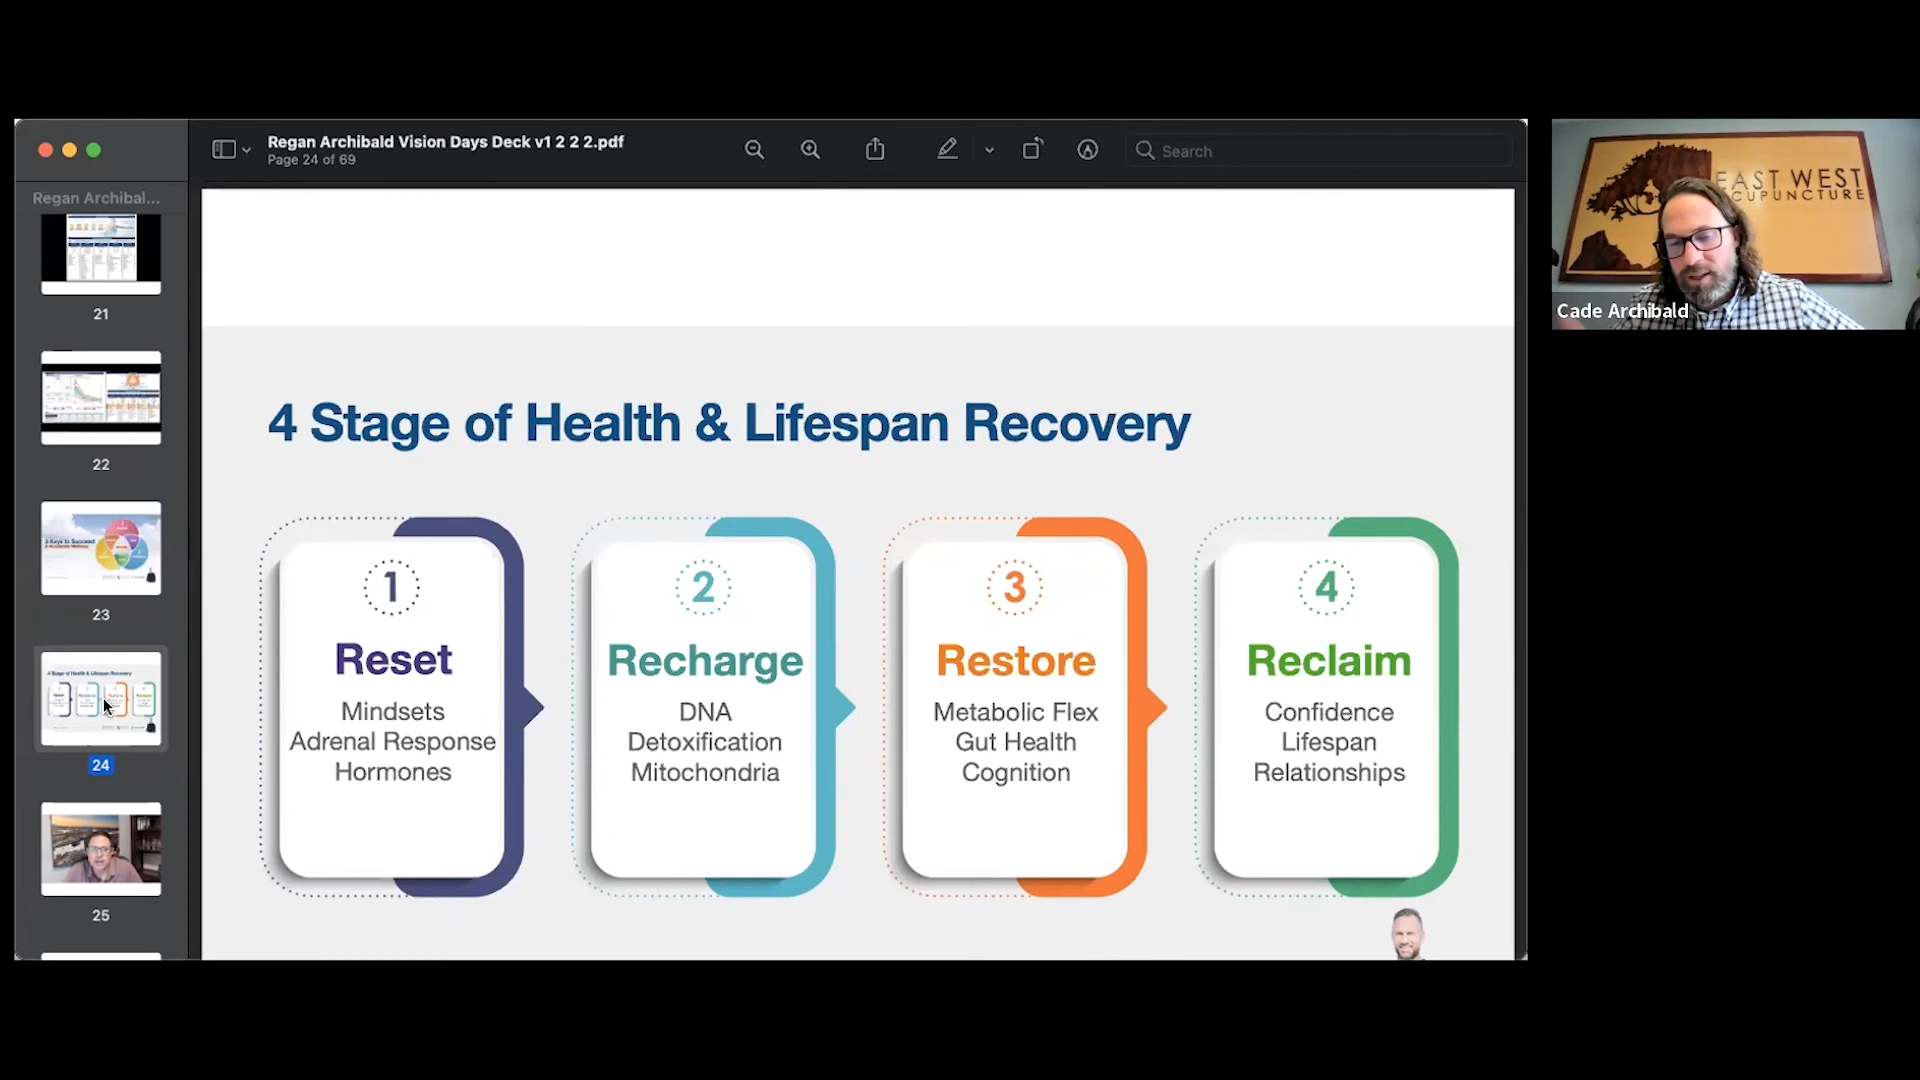 Regan Archibald Vision Days Deck v1 2 2 2.pdf
Page 24 of 69
Search
Regan Archibal...
21
22
23
24
25
4 Stage of Health & Lifespan Recovery
1
Reset
Mindsets
Adrenal Response
Hormones
2
Recharge
DNA
Detoxification
Mitochondria
3
Restore
Metabolic Flex
Gut Health
Cognition
4
Reclaim
Confidence
Lifespan
Relationships
EAST WEST
CUPUNCTURE
Cade Archibald